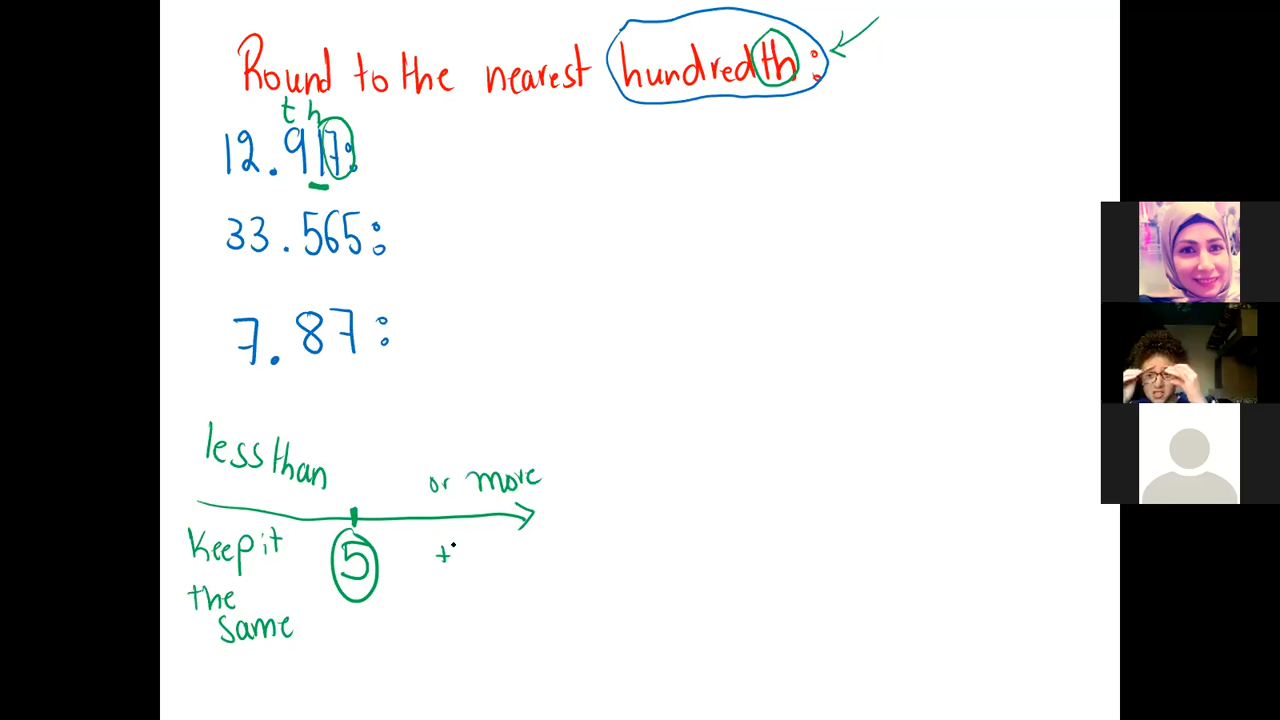 Round to the nearest hundredth:
t h
12.917:
33.565:
7.87:
less than
or more
keep it
5
+
the
same